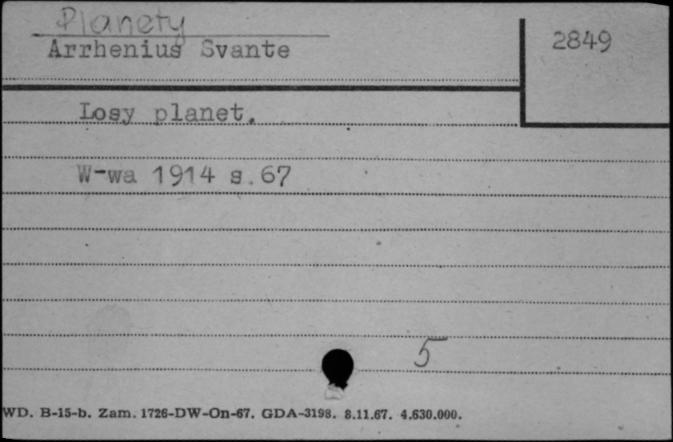 Planety
Arrhenius Svante
2849
Losy planet.
W-wa 1914 s.67
5
WD. B-15-b. Zam. 1726-DW-On-67. GDA-3198. 8.11.67. 4.630.000.